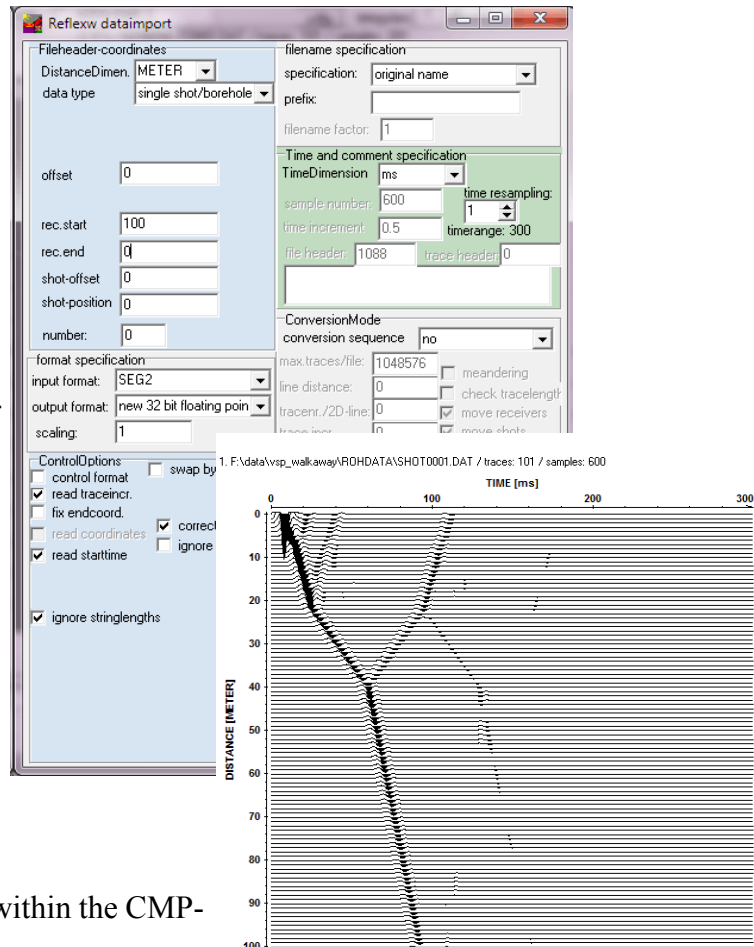 Reflexw dataimport
Fileheader-coordinates
DistanceDimen. METER
data type single shot/borehole
offset 0
rec.start 100
rec.end 0
shot-offset 0
shot-position 0
number: 0
format specification
input format: SEG2
output format: new 32 bit floating poin
scaling: 1
ControlOptions
control format
swap by
read traceincr.
fix endcoord.
read coordinates
correct
read starttime
ignore
ignore stringlengths
filename specification
specification: original name
prefix:
filename factor: 1
Time and comment specification
TimeDimension ms
sample number: 600
time resampling:
1
time increment 0.5
timerange: 300
file header: 1088 trace header: 0
ConversionMode
conversion sequence no
max.traces/file: 1048576
meandering
line distance: 0
check tracelength
tracenr./2D-line: 0
move receivers
trace incr. 0
move shots
1. F:\data\vsp_walkaway\ROHDATA\SHOT0001.DAT / traces: 101 / samples: 600
TIME [ms]
0 100 200 300
DISTANCE [METER]
0
10
20
30
40
50
60
70
80
90
100
within the CMP-